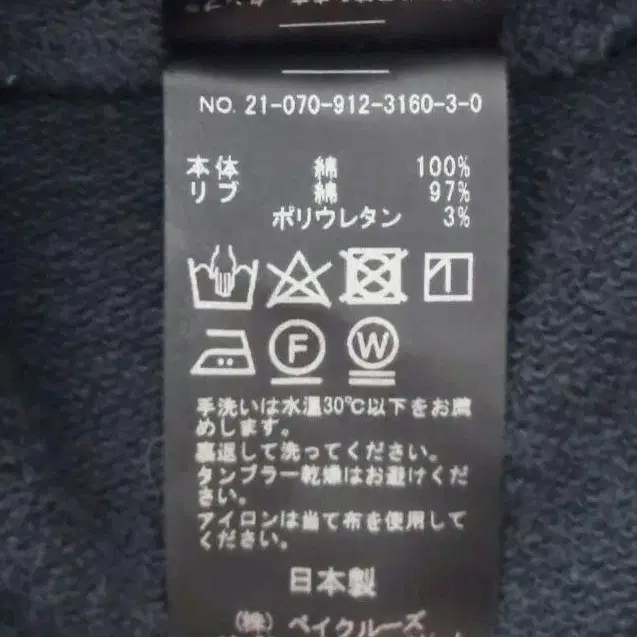 NO. 21-070-912-3160-3-0
本体 綿 100%
リブ 綿 97%
ポリウレタン 3%
F W
手洗いは水温30℃以下をお薦
めします。
裏返して洗ってください。
タンブラー乾燥はお避けくだ
さい。
アイロンは当て布を使用して
ください。
日本製
(株) ベイクルーズ